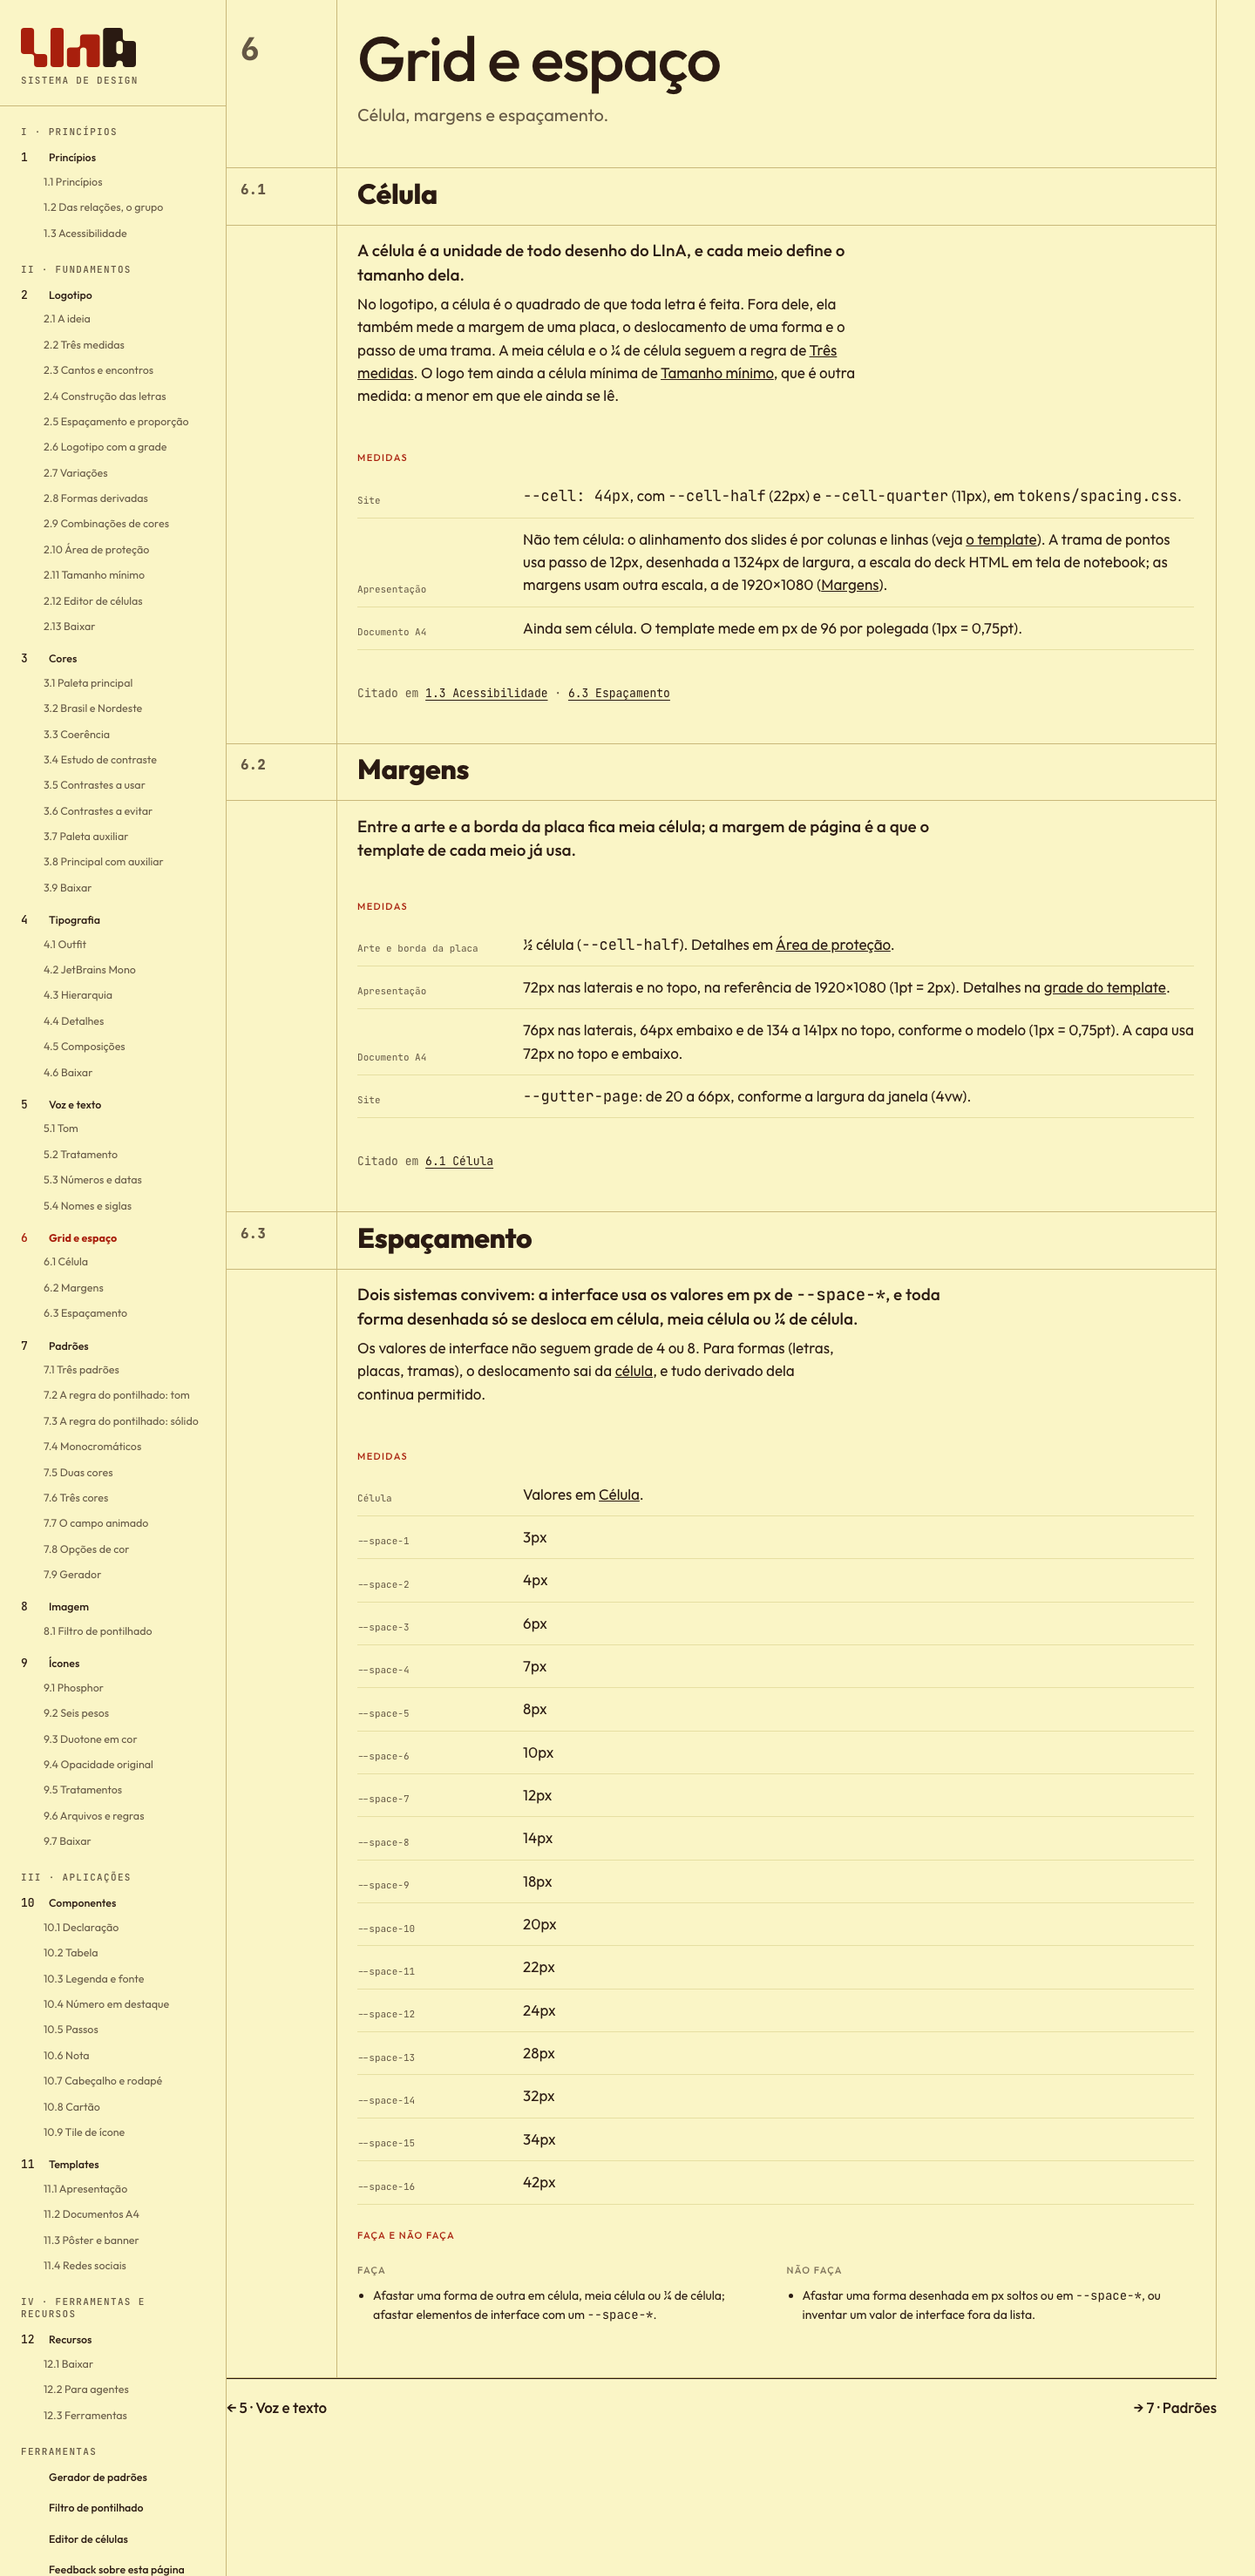 LInA
SISTEMA DE DESIGN
I · PRINCÍPIOS
1 Princípios
1.1 Princípios
1.2 Das relações, o grupo
1.3 Acessibilidade
II · FUNDAMENTOS
2 Logotipo
2.1 A ideia
2.2 Três medidas
2.3 Cantos e encontros
2.4 Construção das letras
2.5 Espaçamento e proporção
2.6 Logotipo com a grade
2.7 Variações
2.8 Formas derivadas
2.9 Combinações de cores
2.10 Área de proteção
2.11 Tamanho mínimo
2.12 Editor de células
2.13 Baixar
3 Cores
3.1 Paleta principal
3.2 Brasil e Nordeste
3.3 Coerência
3.4 Estudo de contraste
3.5 Contrastes a usar
3.6 Contrastes a evitar
3.7 Paleta auxiliar
3.8 Principal com auxiliar
3.9 Baixar
4 Tipografia
4.1 Outfit
4.2 JetBrains Mono
4.3 Hierarquia
4.4 Detalhes
4.5 Composições
4.6 Baixar
5 Voz e texto
5.1 Tom
5.2 Tratamento
5.3 Números e datas
5.4 Nomes e siglas
6 Grid e espaço
6.1 Célula
6.2 Margens
6.3 Espaçamento
7 Padrões
7.1 Três padrões
7.2 A regra do pontilhado: tom
7.3 A regra do pontilhado: sólido
7.4 Monocromáticos
7.5 Duas cores
7.6 Três cores
7.7 O campo animado
7.8 Opções de cor
7.9 Gerador
8 Imagem
8.1 Filtro de pontilhado
9 Ícones
9.1 Phosphor
9.2 Seis pesos
9.3 Duotone em cor
9.4 Opacidade original
9.5 Tratamentos
9.6 Arquivos e regras
9.7 Baixar
III · APLICAÇÕES
10 Componentes
10.1 Declaração
10.2 Tabela
10.3 Legenda e fonte
10.4 Número em destaque
10.5 Passos
10.6 Nota
10.7 Cabeçalho e rodapé
10.8 Cartão
10.9 Tile de ícone
11 Templates
11.1 Apresentação
11.2 Documentos A4
11.3 Pôster e banner
11.4 Redes sociais
IV · FERRAMENTAS E
RECURSOS
12 Recursos
12.1 Baixar
12.2 Para agentes
12.3 Ferramentas
FERRAMENTAS
Gerador de padrões
Filtro de pontilhado
Editor de células
Feedback sobre esta página
6
Grid e espaço
Célula, margens e espaçamento.
6.1
Célula
A célula é a unidade de todo desenho do LInA, e cada meio define o
tamanho dela.
No logotipo, a célula é o quadrado de que toda letra é feita. Fora dele, ela
também mede a margem de uma placa, o deslocamento de uma forma e o
passo de uma trama. A meia célula e o ¼ de célula seguem a regra de Três
medidas. O logo tem ainda a célula mínima de Tamanho mínimo, que é outra
medida: a menor em que ele ainda se lê.
MEDIDAS
Site
--cell: 44px, com --cell-half (22px) e --cell-quarter (11px), em tokens/spacing.css.
Não tem célula: o alinhamento dos slides é por colunas e linhas (veja o template). A trama de pontos
usa passo de 12px, desenhada a 1324px de largura, a escala do deck HTML em tela de notebook; as
Apresentação
margens usam outra escala, a de 1920×1080 (Margens).
Documento A4
Ainda sem célula. O template mede em px de 96 por polegada (1px = 0,75pt).
Citado em 1.3 Acessibilidade · 6.3 Espaçamento
6.2
Margens
Entre a arte e a borda da placa fica meia célula; a margem de página é a que o
template de cada meio já usa.
MEDIDAS
Arte e borda da placa
½ célula (--cell-half). Detalhes em Área de proteção.
Apresentação
72px nas laterais e no topo, na referência de 1920×1080 (1pt = 2px). Detalhes na grade do template.
76px nas laterais, 64px embaixo e de 134 a 141px no topo, conforme o modelo (1px = 0,75pt). A capa usa
Documento A4
72px no topo e embaixo.
Site
--gutter-page: de 20 a 66px, conforme a largura da janela (4vw).
Citado em 6.1 Célula
6.3
Espaçamento
Dois sistemas convivem: a interface usa os valores em px de --space-*, e toda
forma desenhada só se desloca em célula, meia célula ou ¼ de célula.
Os valores de interface não seguem grade de 4 ou 8. Para formas (letras,
placas, tramas), o deslocamento sai da célula, e tudo derivado dela
continua permitido.
MEDIDAS
Célula
Valores em Célula.
--space-1 3px
--space-2 4px
--space-3 6px
--space-4 7px
--space-5 8px
--space-6 10px
--space-7 12px
--space-8 14px
--space-9 18px
--space-10 20px
--space-11 22px
--space-12 24px
--space-13 28px
--space-14 32px
--space-15 34px
--space-16 42px
FAÇA E NÃO FAÇA
FAÇA
• Afastar uma forma de outra em célula, meia célula ou ¼ de célula;
afastar elementos de interface com um --space-*.
NÃO FAÇA
• Afastar uma forma desenhada em px soltos ou em --space-*, ou
inventar um valor de interface fora da lista.
← 5 · Voz e texto
→ 7 · Padrões